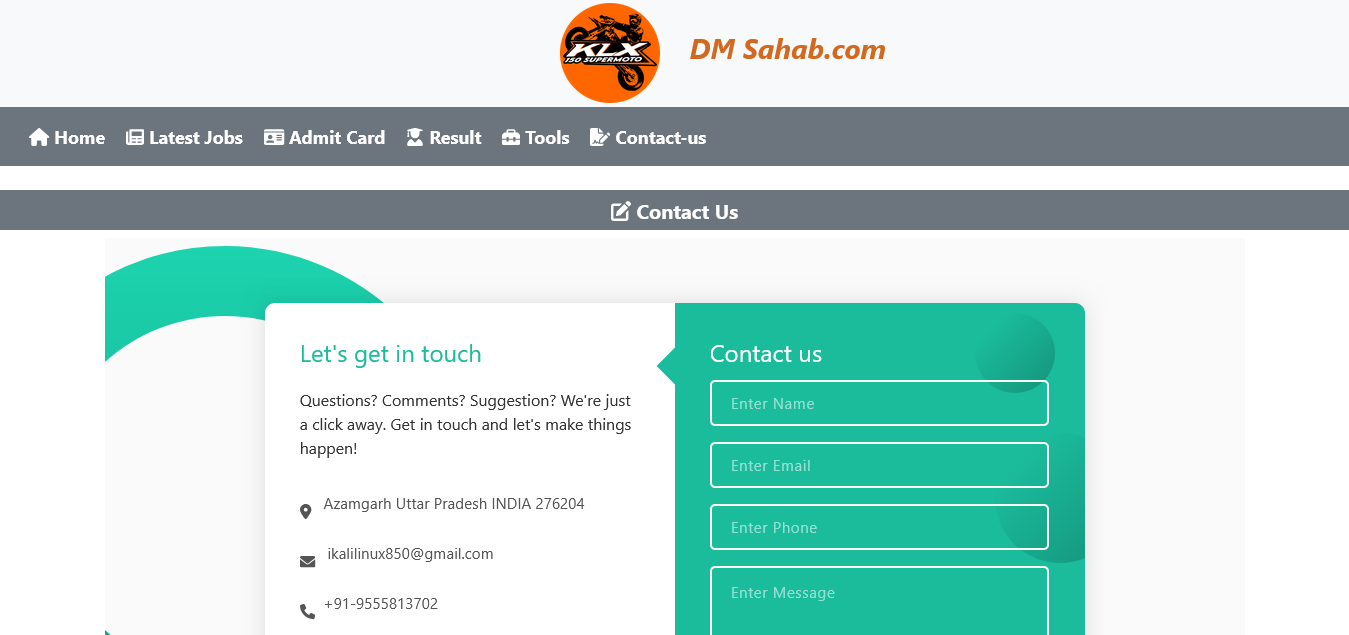 KLX
150 SUPERMOTO
DM Sahab.com
Home Latest Jobs Admit Card Result Tools Contact-us
Contact Us
Let's get in touch
Questions? Comments? Suggestion? We're just
a click away. Get in touch and let's make things
happen!
Azamgarh Uttar Pradesh INDIA 276204
ikalilinux850@gmail.com
+91-9555813702
Contact us
Enter Name
Enter Email
Enter Phone
Enter Message